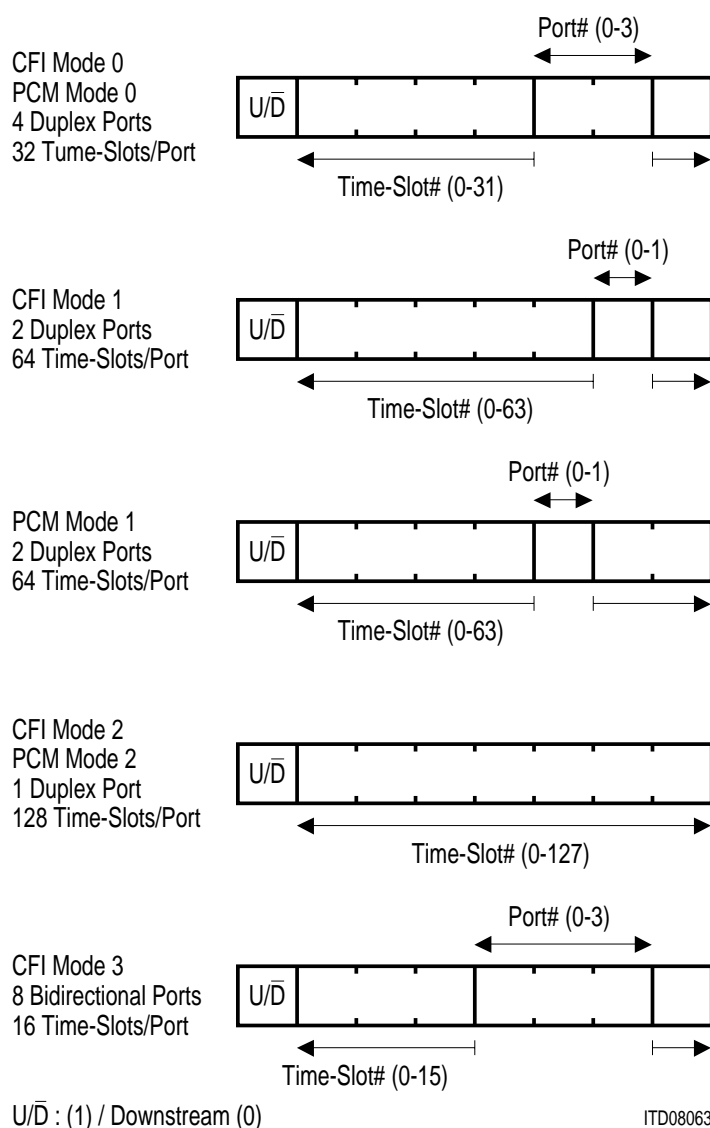 Port# (0-3)
CFI Mode 0
PCM Mode 0
4 Duplex Ports
32 Tume-Slots/Port
U/D̅
Time-Slot# (0-31)
Port# (0-1)
CFI Mode 1
2 Duplex Ports
64 Time-Slots/Port
U/D̅
Time-Slot# (0-63)
Port# (0-1)
PCM Mode 1
2 Duplex Ports
64 Time-Slots/Port
U/D̅
Time-Slot# (0-63)
CFI Mode 2
PCM Mode 2
1 Duplex Port
128 Time-Slots/Port
U/D̅
Time-Slot# (0-127)
Port# (0-3)
CFI Mode 3
8 Bidirectional Ports
16 Time-Slots/Port
U/D̅
Time-Slot# (0-15)
U/D̅ : (1) / Downstream (0)
ITD08063